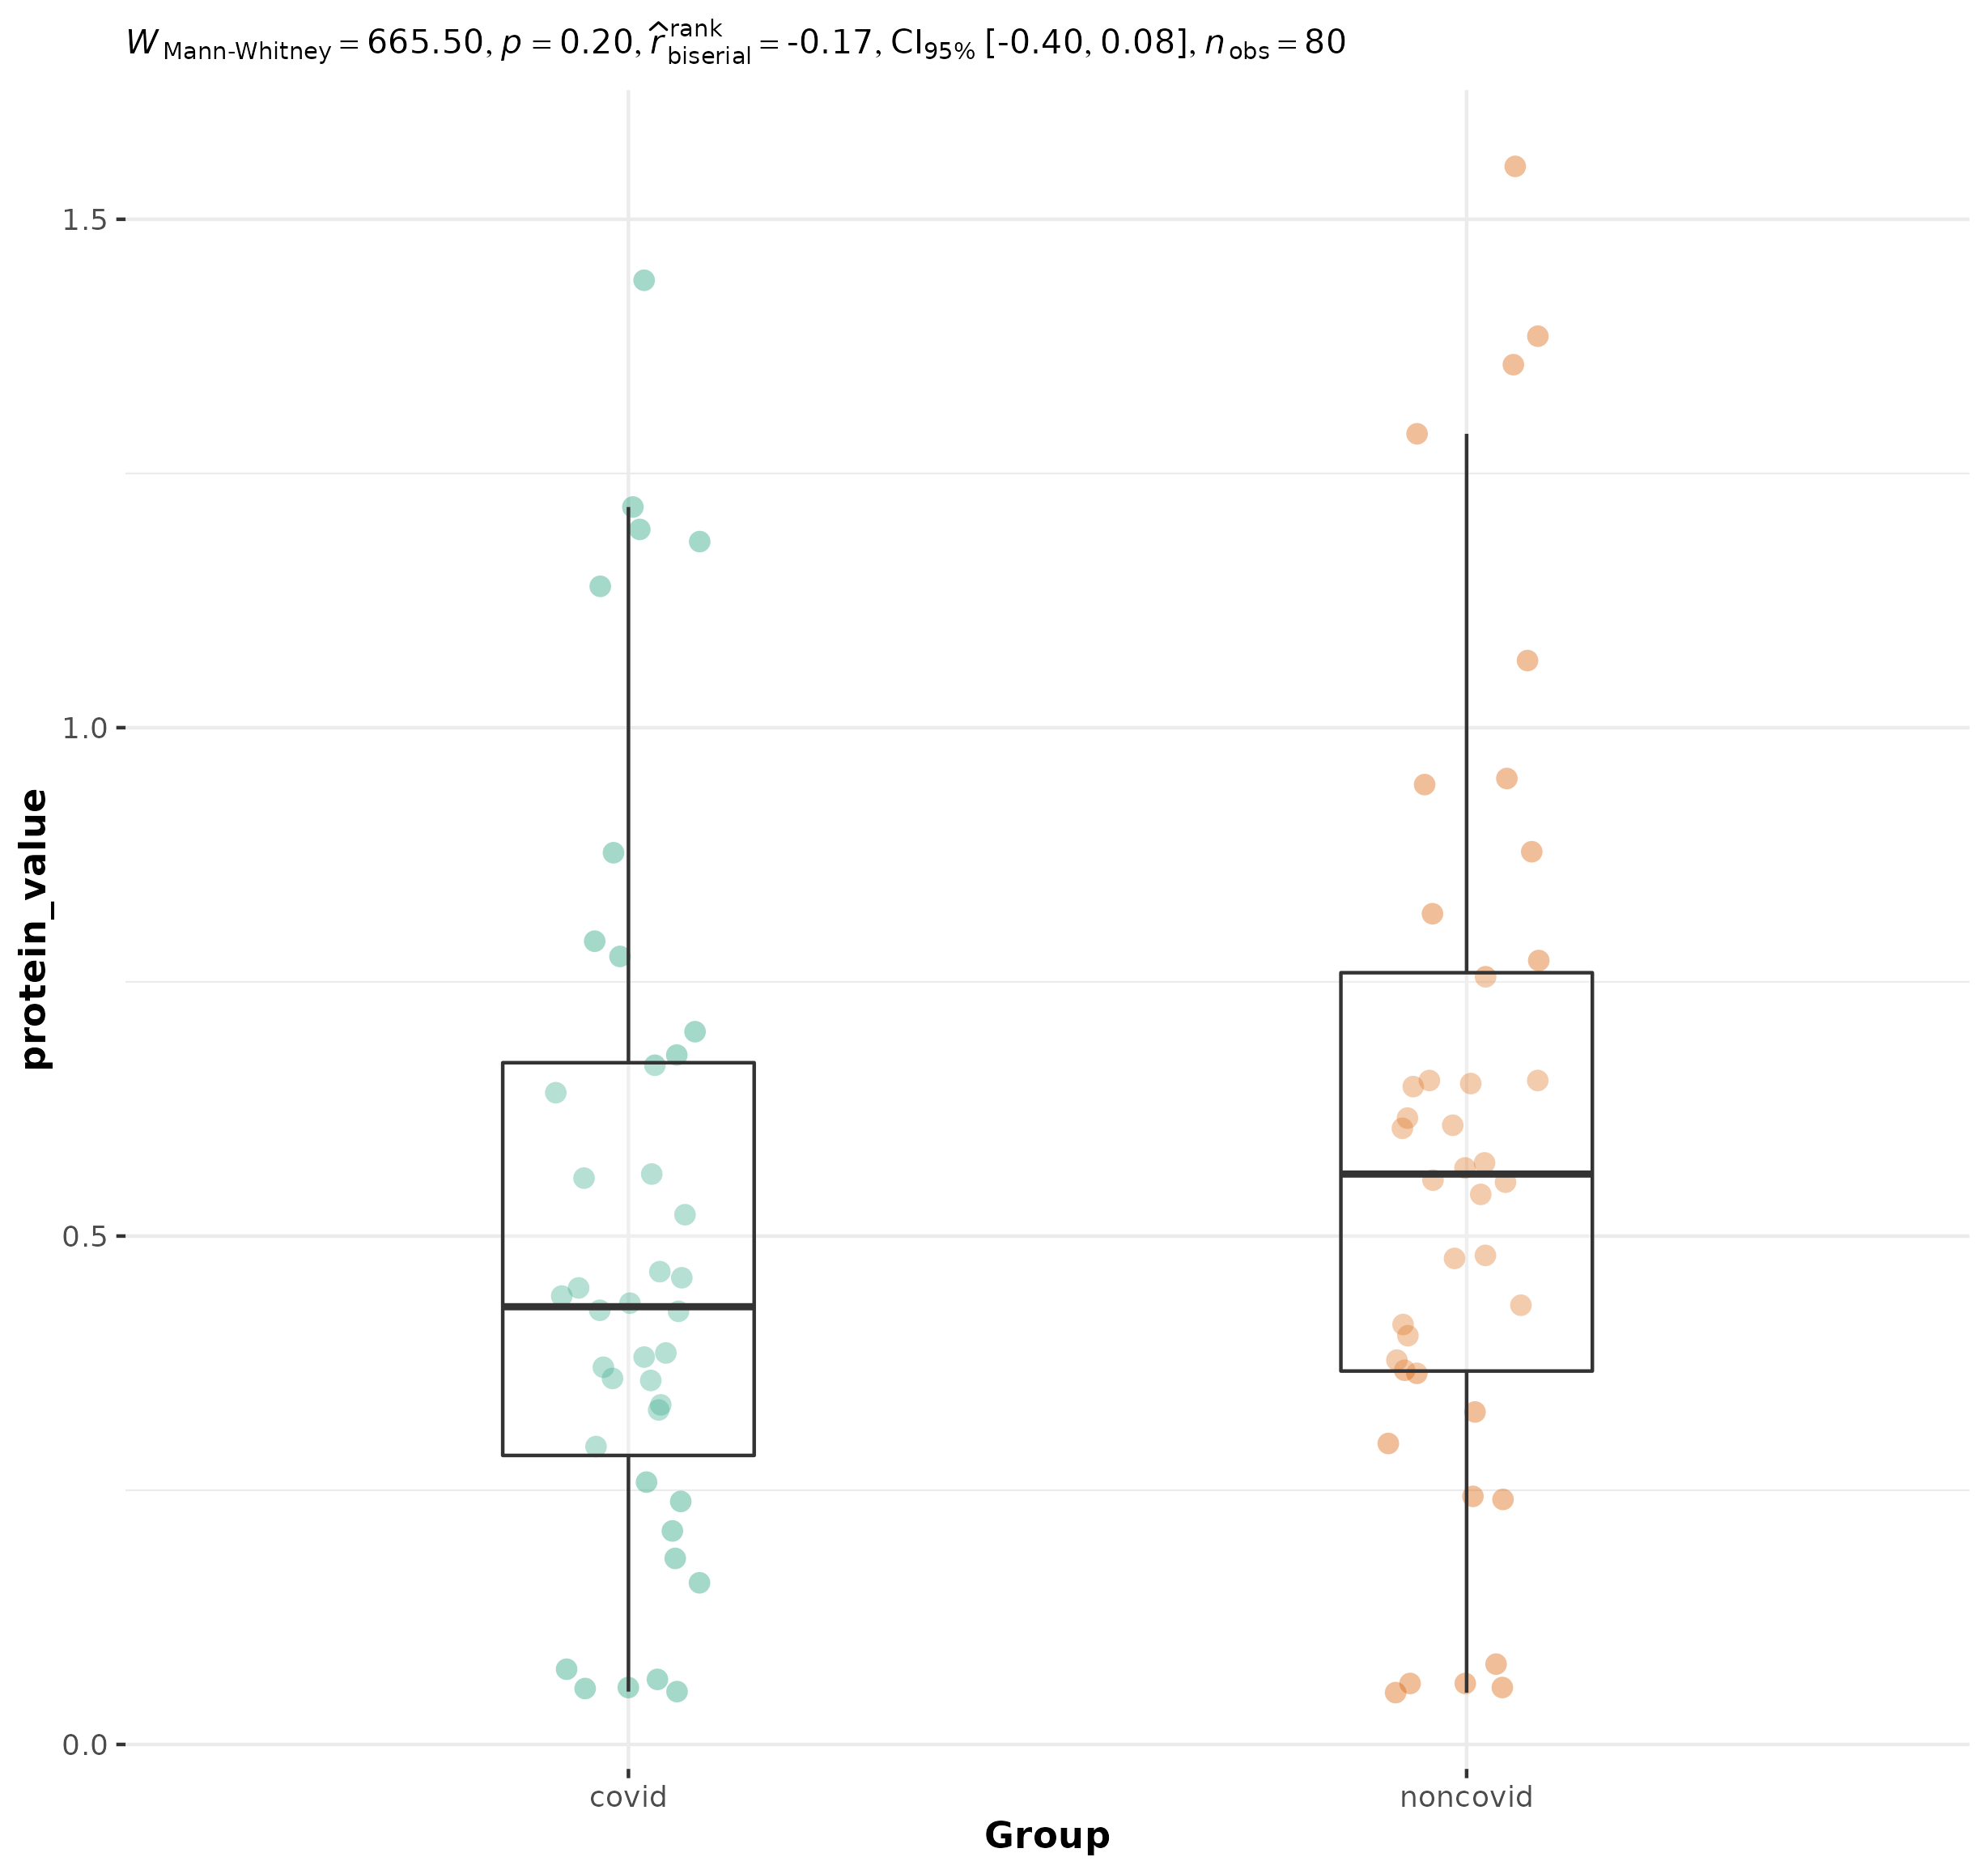 W Mann-Whitney = 665.50, p = 0.20, r̂ rank biserial = -0.17, CI95% [-0.40, 0.08], n obs = 80
1.5
1.0
0.5
0.0
protein_value
covid noncovid
Group